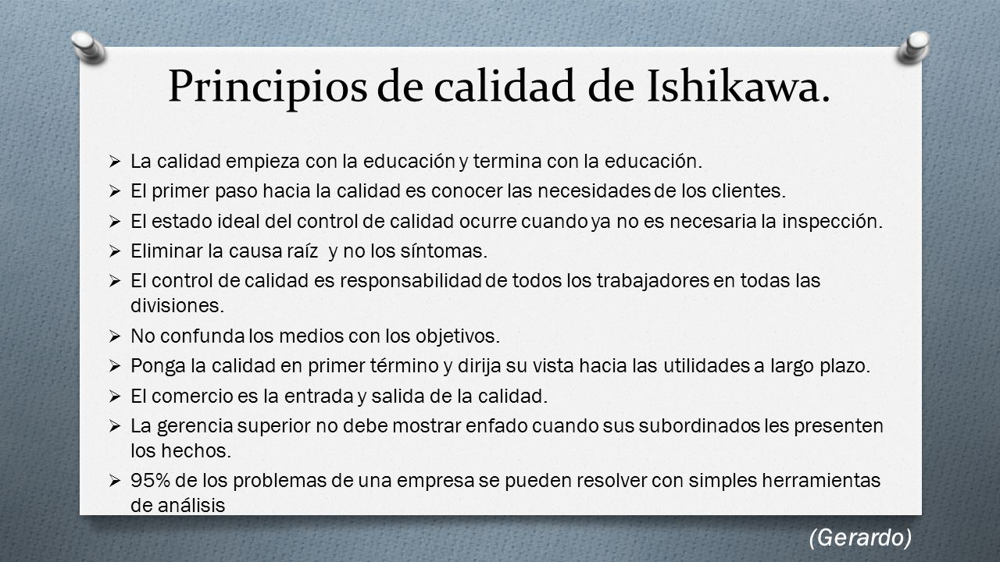 Principios de calidad de Ishikawa.
➢ La calidad empieza con la educación y termina con la educación.
➢ El primer paso hacia la calidad es conocer las necesidades de los clientes.
➢ El estado ideal del control de calidad ocurre cuando ya no es necesaria la inspección.
➢ Eliminar la causa raíz  y no los síntomas.
➢ El control de calidad es responsabilidad de todos los trabajadores en todas las
divisiones.
➢ No confunda los medios con los objetivos.
➢ Ponga la calidad en primer término y dirija su vista hacia las utilidades a largo plazo.
➢ El comercio es la entrada y salida de la calidad.
➢ La gerencia superior no debe mostrar enfado cuando sus subordinados les presenten
los hechos.
➢ 95% de los problemas de una empresa se pueden resolver con simples herramientas
de análisis
(Gerardo)